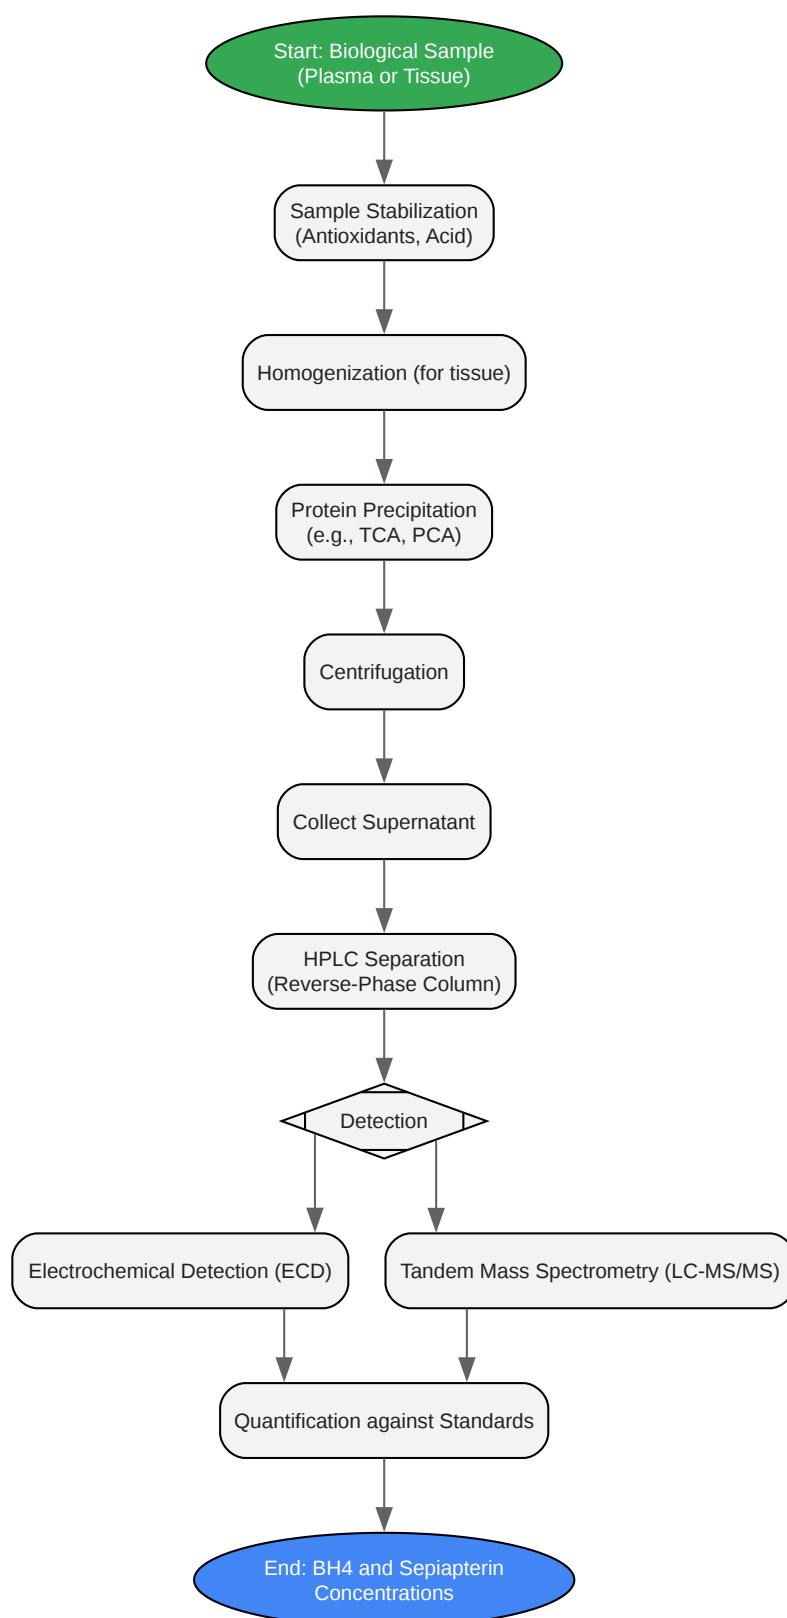 Start: Biological Sample
(Plasma or Tissue)
Sample Stabilization
(Antioxidants, Acid)
Homogenization (for tissue)
Protein Precipitation
(e.g., TCA, PCA)
Centrifugation
Collect Supernatant
HPLC Separation
(Reverse-Phase Column)
Detection
Electrochemical Detection (ECD)
Tandem Mass Spectrometry (LC-MS/MS)
Quantification against Standards
End: BH4 and Sepiapterin
Concentrations